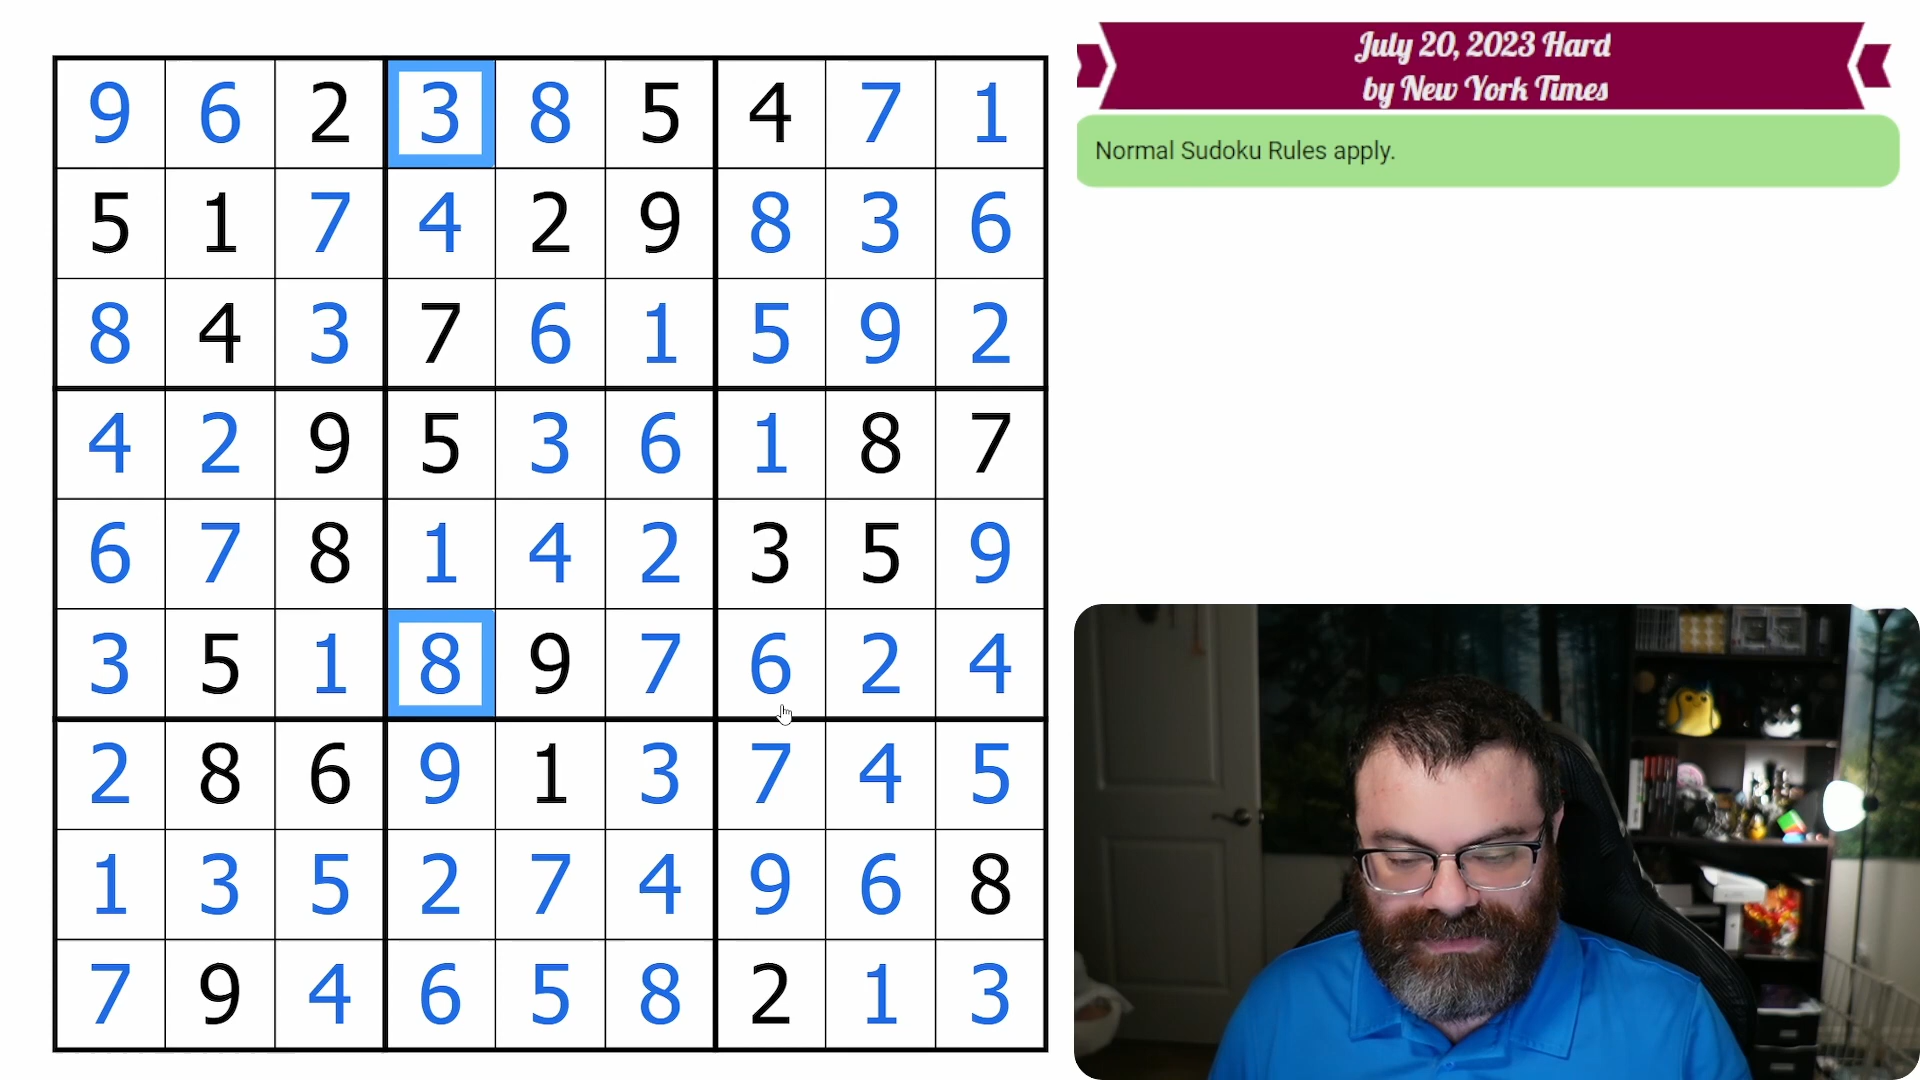 9 6 2 3 8 5 4 7 1
5 1 7 4 2 9 8 3 6
8 4 3 7 6 1 5 9 2
4 2 9 5 3 6 1 8 7
6 7 8 1 4 2 3 5 9
3 5 1 8 9 7 6 2 4
2 8 6 9 1 3 7 4 5
1 3 5 2 7 4 9 6 8
7 9 4 6 5 8 2 1 3
July 20, 2023 Hard
by New York Times
Normal Sudoku Rules apply.